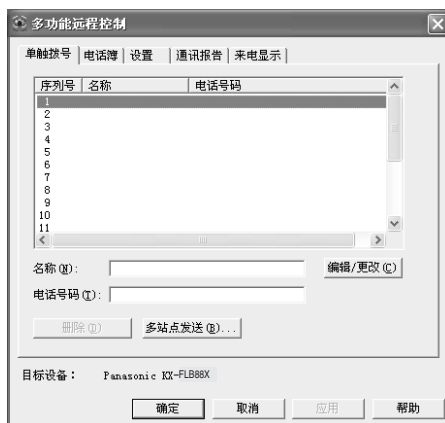 多功能远程控制
单触拨号 电话簿 设置 通讯报告 来电显示
序列号 名称 电话号码
1
2
3
4
5
6
7
8
9
10
11
名称(N): 编辑/更改(C)
电话号码(T):
删除(D) 多站点发送(B)...
目标设备: Panasonic KX-FLB88X
确定 取消 应用 帮助